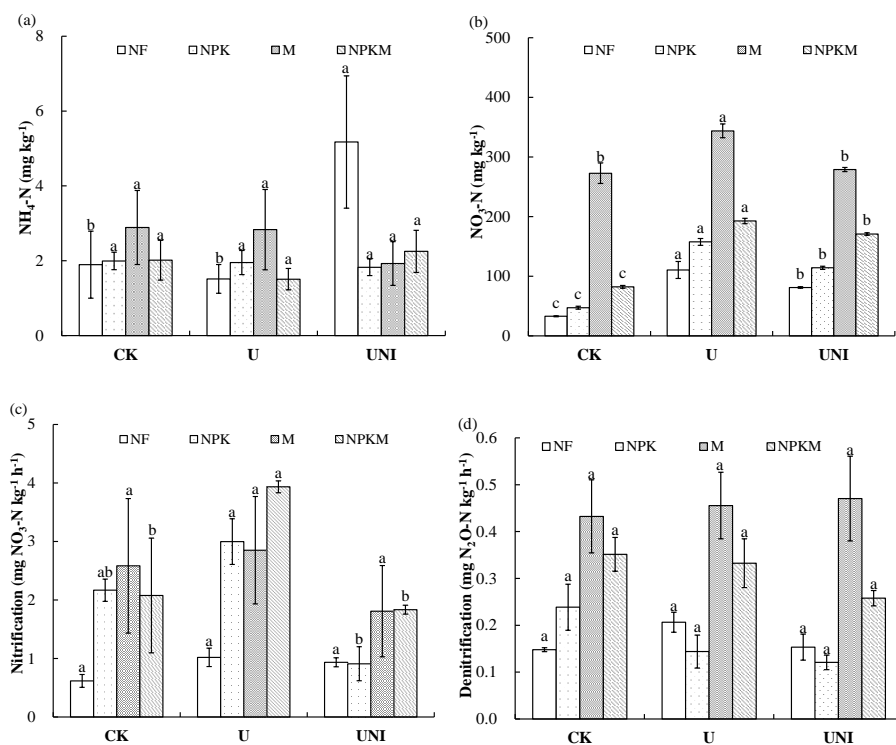 (a)
NF NPK M NPKM
NH₄-N (mg kg⁻¹)
8
6
4
2
0
b a a a
b a a a
a a a a
CK U UNI
(b)
NF NPK M NPKM
NO₃-N (mg kg⁻¹)
500
400
300
200
100
0
c c b c
a a a a
b b b b
CK U UNI
(c)
NF NPK M NPKM
Nitrification (mg NO₃-N kg⁻¹ h⁻¹)
5
4
3
2
1
0
a ab a b
a a a a
a b a b
CK U UNI
(d)
NF NPK M NPKM
Denitrification (mg N₂O-N kg⁻¹ h⁻¹)
0.6
0.5
0.4
0.3
0.2
0.1
0.0
a a a a
a a a a
a a a a
CK U UNI